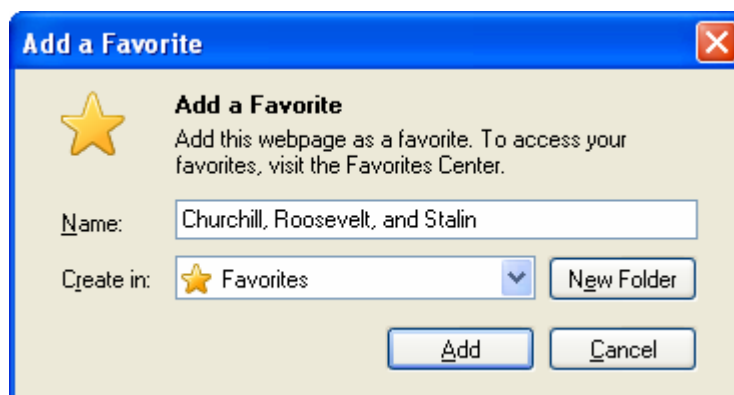 Add a Favorite
Add a Favorite
Add this webpage as a favorite. To access your
favorites, visit the Favorites Center.
Name: Churchill, Roosevelt, and Stalin
Create in: Favorites New Folder
Add Cancel